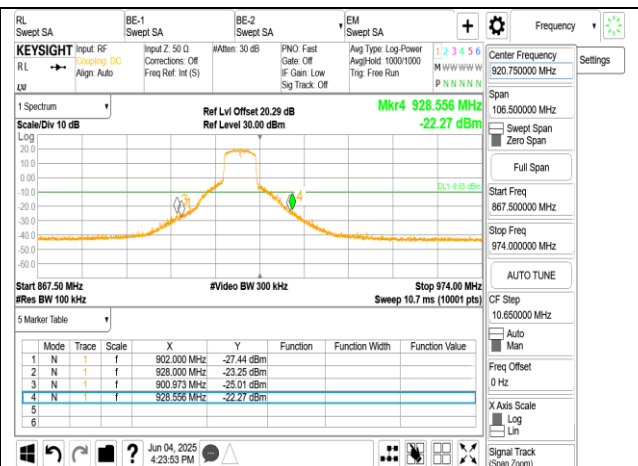 RL
Swept SA
BE-1
Swept SA
BE-2
Swept SA
EM
Swept SA
+
Frequency
KEYSIGHT
RL
Input: RF
Coupling: DC
Align: Auto
Input Z: 50 Ω
Corrections: Off
Freq Ref: Int (S)
#Atten: 30 dB
PNO: Fast
Gate: Off
IF Gain: Low
Sig Track: Off
Avg Type: Log-Power
Avg|Hold: 1000/1000
Trig: Free Run
1 2 3 4 5 6
M W W W W W
P N N N N N
Settings
Center Frequency
920.750000 MHz
Span
106.500000 MHz
Swept Span
Zero Span
Full Span
Start Freq
867.500000 MHz
Stop Freq
974.000000 MHz
AUTO TUNE
CF Step
10.650000 MHz
Auto
Man
Freq Offset
0 Hz
X Axis Scale
Log
Lin
Signal Track
(Span Zoom)
1 Spectrum
Scale/Div 10 dB
Log
Ref Lvl Offset 20.29 dB
Ref Level 30.00 dBm
Mkr4 928.556 MHz
-22.27 dBm
20.0
10.0
0.00
-10.0
-20.0
-30.0
-40.0
-50.0
-60.0
DL1 -9.65 dBm
3
4
Start 867.50 MHz
#Res BW 100 kHz
#Video BW 300 kHz
Stop 974.00 MHz
Sweep 10.7 ms (10001 pts)
5 Marker Table
Mode Trace Scale X Y Function Function Width Function Value
1 N 1 f 902.000 MHz -27.44 dBm
2 N 1 f 928.000 MHz -23.25 dBm
3 N 1 f 900.973 MHz -25.01 dBm
4 N 1 f 928.556 MHz -22.27 dBm
5
6
?
Jun 04, 2025
4:23:53 PM